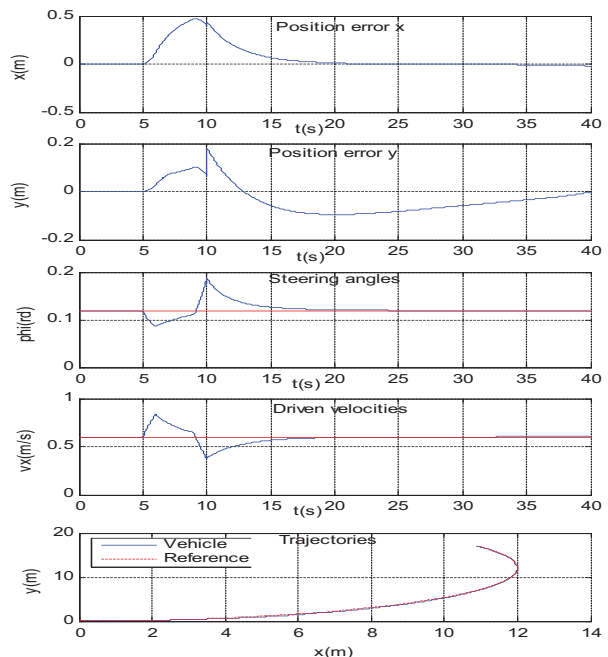 Position error x
0.5
0
-0.5
x(m)
0 5 10 15 20 25 30 35 40
t(s)
Position error y
0.2
0
-0.2
y(m)
0 5 10 15 20 25 30 35 40
t(s)
Steering angles
0.2
0.1
0
phi(rd)
0 5 10 15 20 25 30 35 40
t(s)
Driven velocities
1
0.5
0
vx(m/s)
0 5 10 15 20 25 30 35 40
t(s)
Trajectories
Vehicle
Reference
20
10
0
y(m)
0 2 4 6 8 10 12 14
x(m)